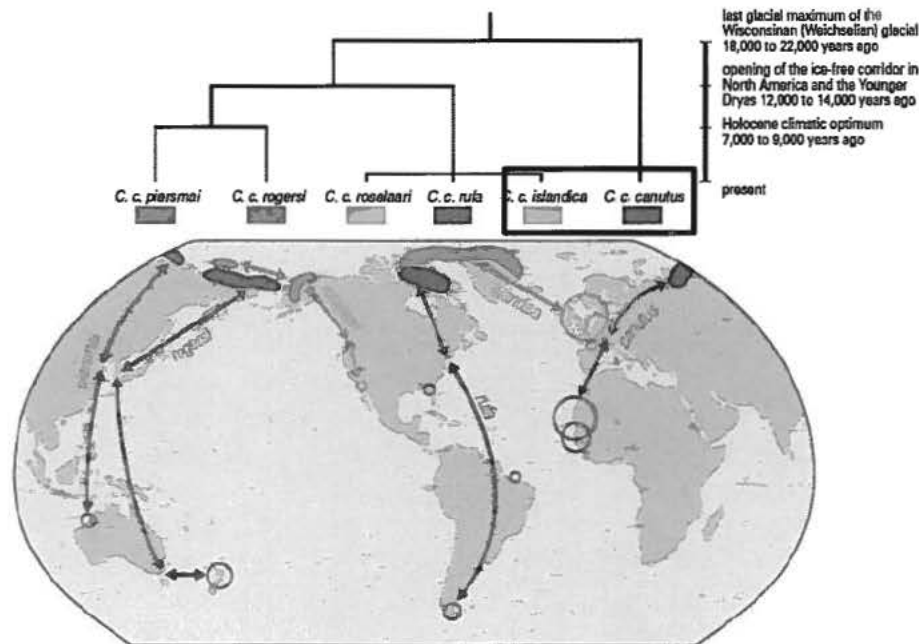 last glacial maximum of the
Wisconsinan (Weichselian) glacial
18,000 to 22,000 years ago
opening of the ice-free corridor in
North America and the Younger
Dryas 12,000 to 14,000 years ago
Holocene climatic optimum
7,000 to 9,000 years ago
present
C. c. piersmai
C. c. rogersi
C. c. roselaari
C. c. rufa
C. c. islandica
C. c. canutus
rogersi
rufa
canutus